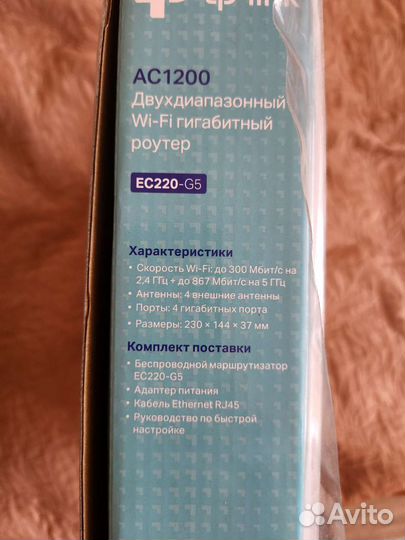 tp-link
AC1200
Двухдиапазонный
Wi-Fi гигабитный
роутер
EC220-G5
Характеристики
• Скорость Wi-Fi: до 300 Мбит/с на
2,4 ГГц + до 867 Мбит/с на 5 ГГц
• Антенны: 4 внешние антенны
• Порты: 4 гигабитных порта
• Размеры: 230 × 144 × 37 мм
Комплект поставки
• Беспроводной маршрутизатор
EC220-G5
• Адаптер питания
• Кабель Ethernet RJ45
• Руководство по быстрой
настройке
Avito